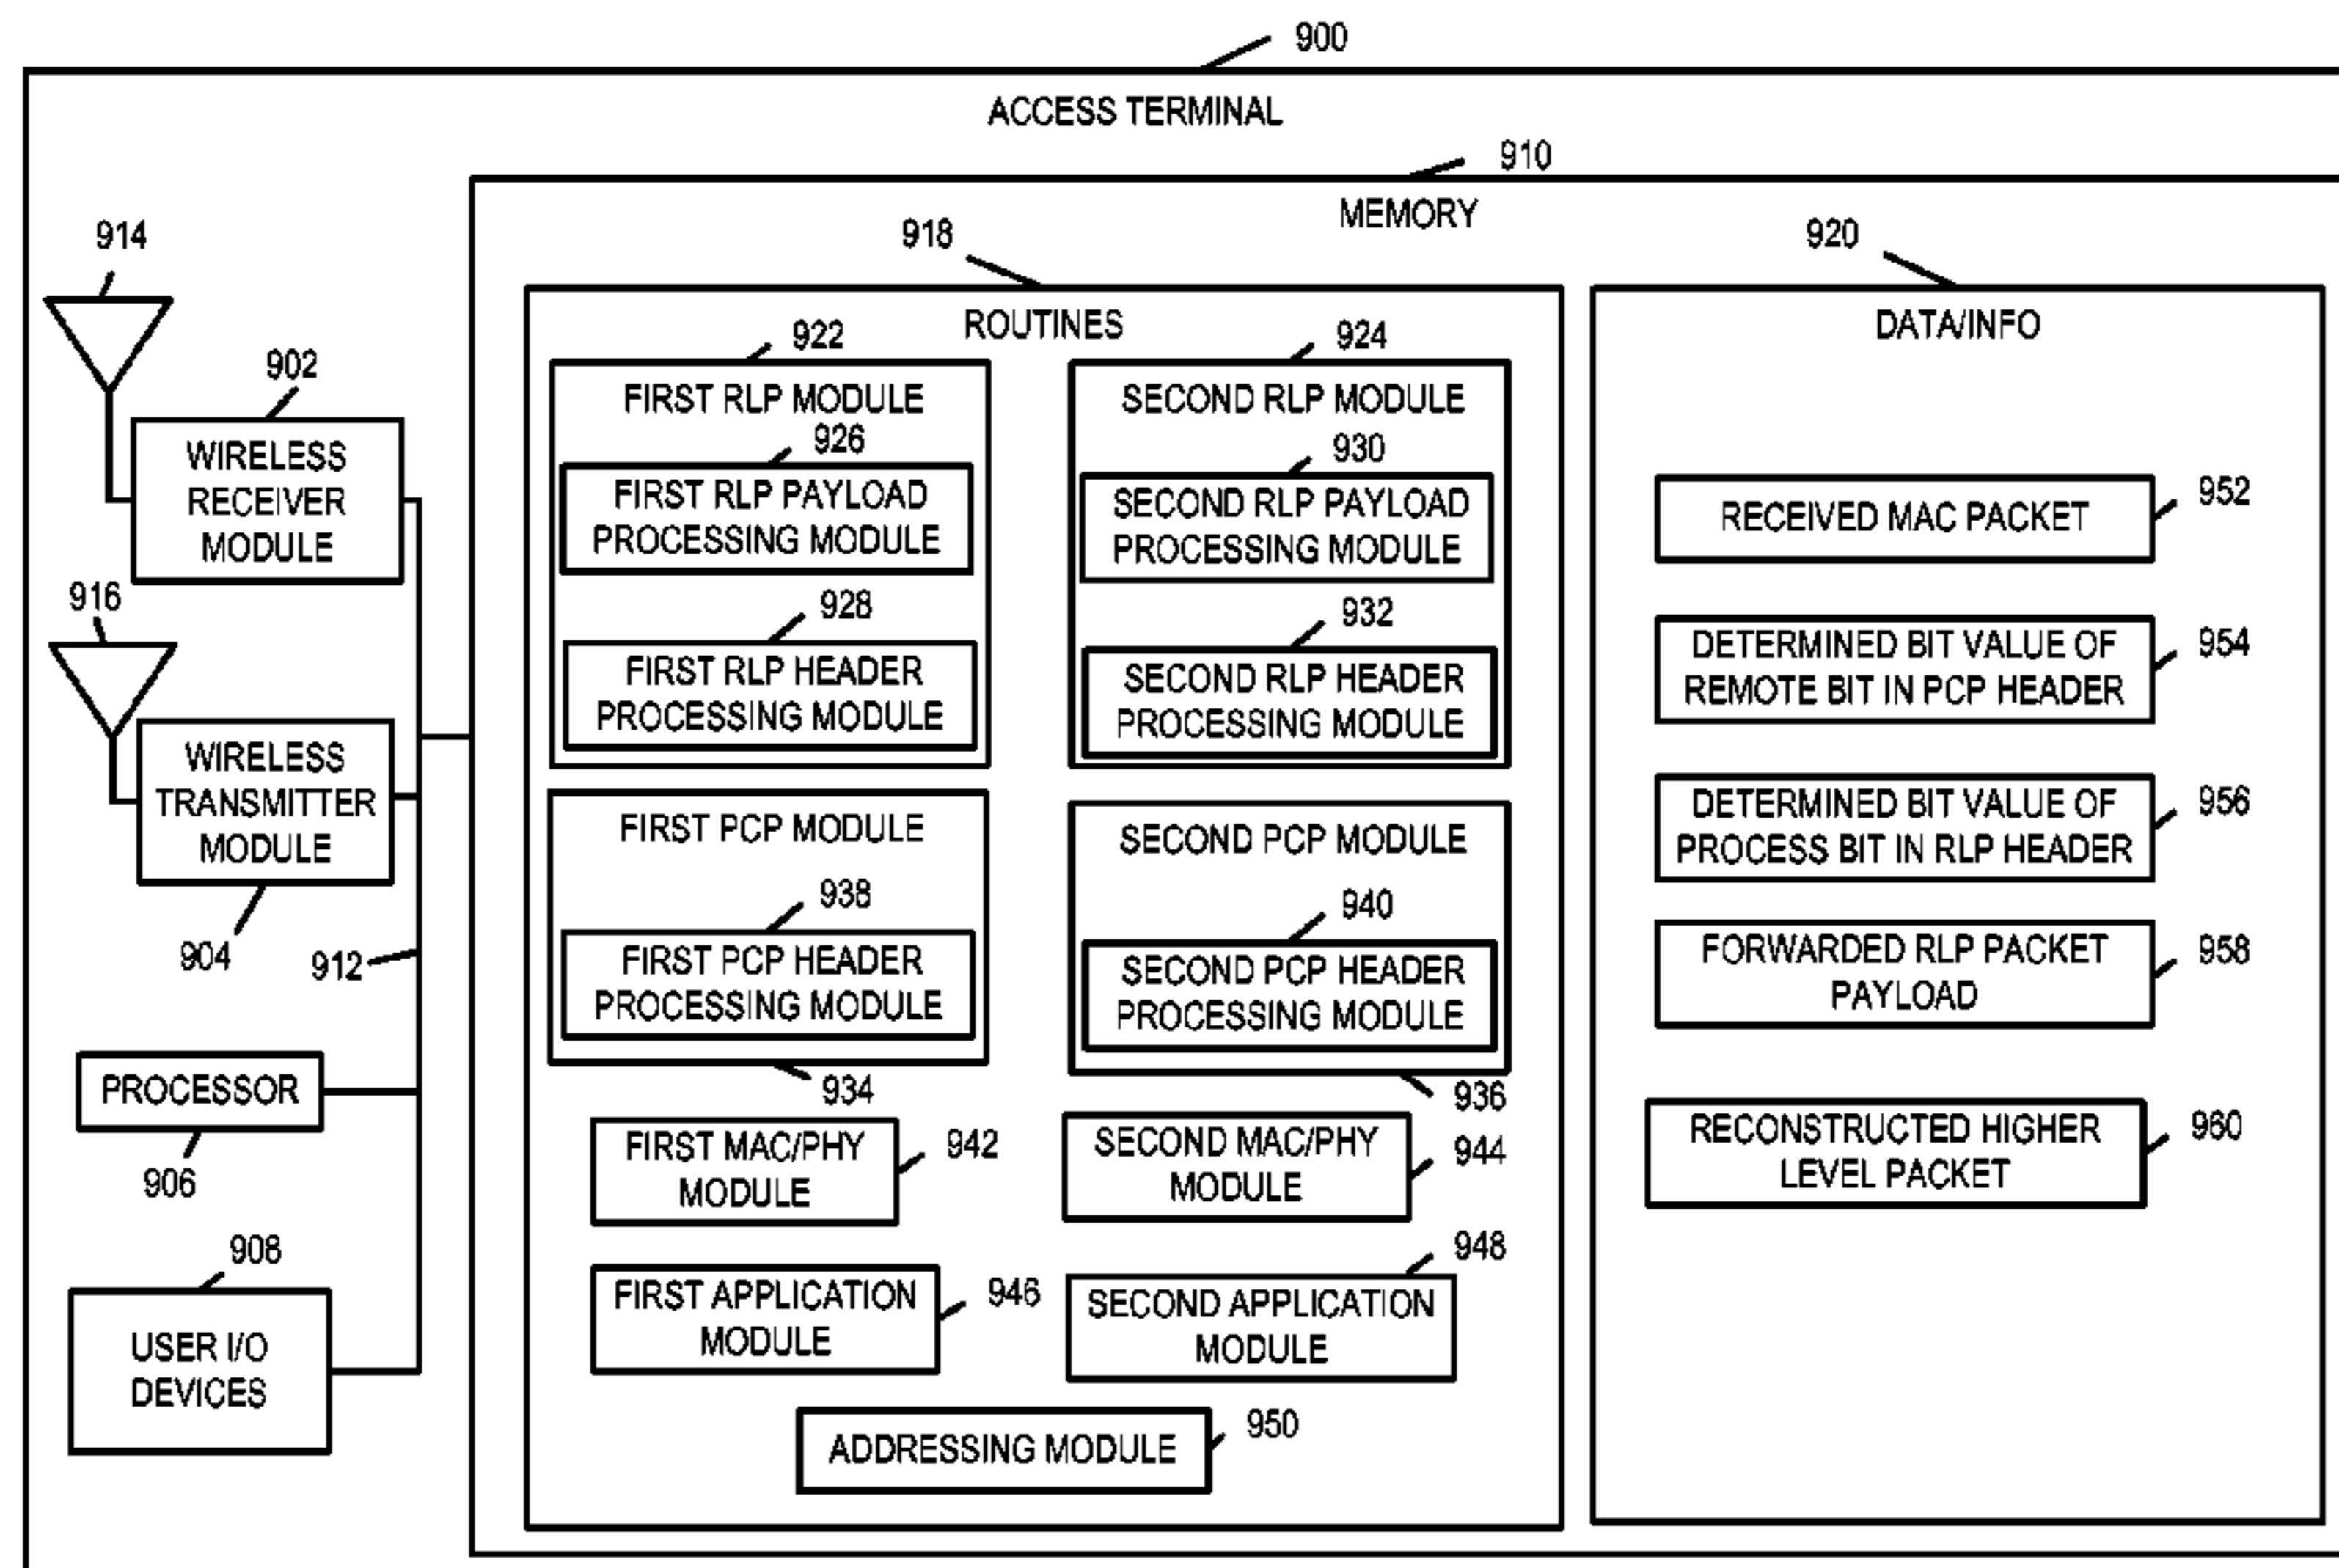 900
ACCESS TERMINAL
910
MEMORY
914
902
WIRELESS
RECEIVER
MODULE
916
WIRELESS
TRANSMITTER
MODULE
904
912
PROCESSOR
906
908
USER I/O
DEVICES
918
ROUTINES
922
FIRST RLP MODULE
926
FIRST RLP PAYLOAD
PROCESSING MODULE
928
FIRST RLP HEADER
PROCESSING MODULE
924
SECOND RLP MODULE
930
SECOND RLP PAYLOAD
PROCESSING MODULE
932
SECOND RLP HEADER
PROCESSING MODULE
FIRST PCP MODULE
938
FIRST PCP HEADER
PROCESSING MODULE
934
SECOND PCP MODULE
940
SECOND PCP HEADER
PROCESSING MODULE
936
FIRST MAC/PHY
MODULE
942
SECOND MAC/PHY
MODULE
944
FIRST APPLICATION
MODULE
946
948
SECOND APPLICATION
MODULE
ADDRESSING MODULE
950
920
DATA/INFO
RECEIVED MAC PACKET
952
DETERMINED BIT VALUE OF
REMOTE BIT IN PCP HEADER
954
DETERMINED BIT VALUE OF
PROCESS BIT IN RLP HEADER
956
FORWARDED RLP PACKET
PAYLOAD
958
RECONSTRUCTED HIGHER
LEVEL PACKET
960